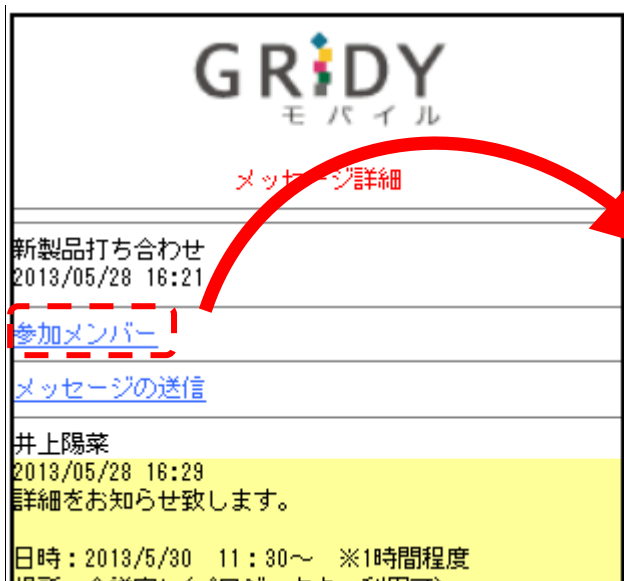 GRiDY
モバイル
メッセージ詳細
新製品打ち合わせ
2013/05/28 16:21
参加メンバー
メッセージの送信
井上陽菜
2013/05/28 16:29
詳細をお知らせ致します。
日時：2013/5/30　11：30～　※1時間程度